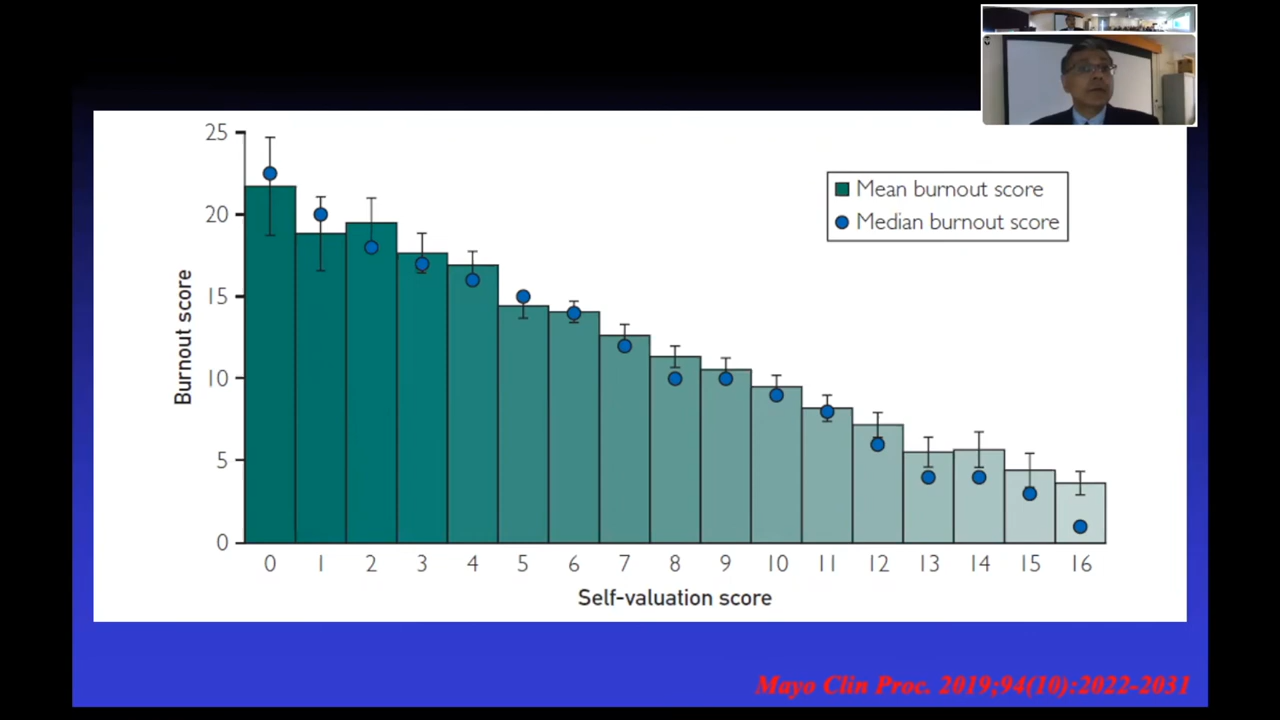 25
20
15
10
5
0
Burnout score
Mean burnout score
Median burnout score
0 1 2 3 4 5 6 7 8 9 10 11 12 13 14 15 16
Self-valuation score
Mayo Clin Proc. 2019;94(10):2022-2031